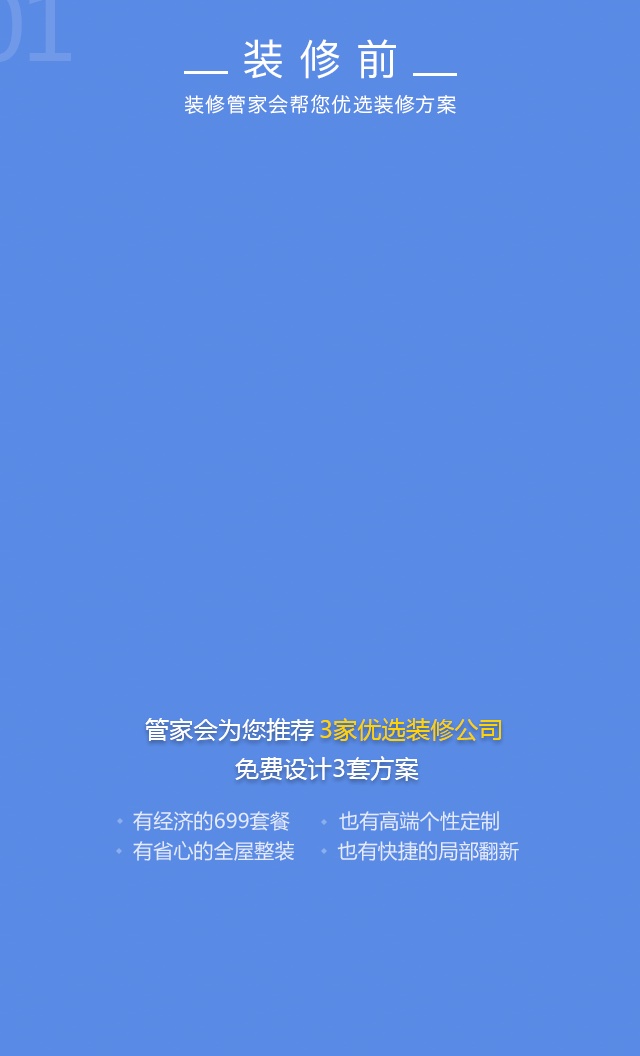 01
装修前
装修管家会帮您优选装修方案
管家会为您推荐 3家优选装修公司
免费设计3套方案
有经济的699套餐 也有高端个性定制
有省心的全屋整装 也有快捷的局部翻新